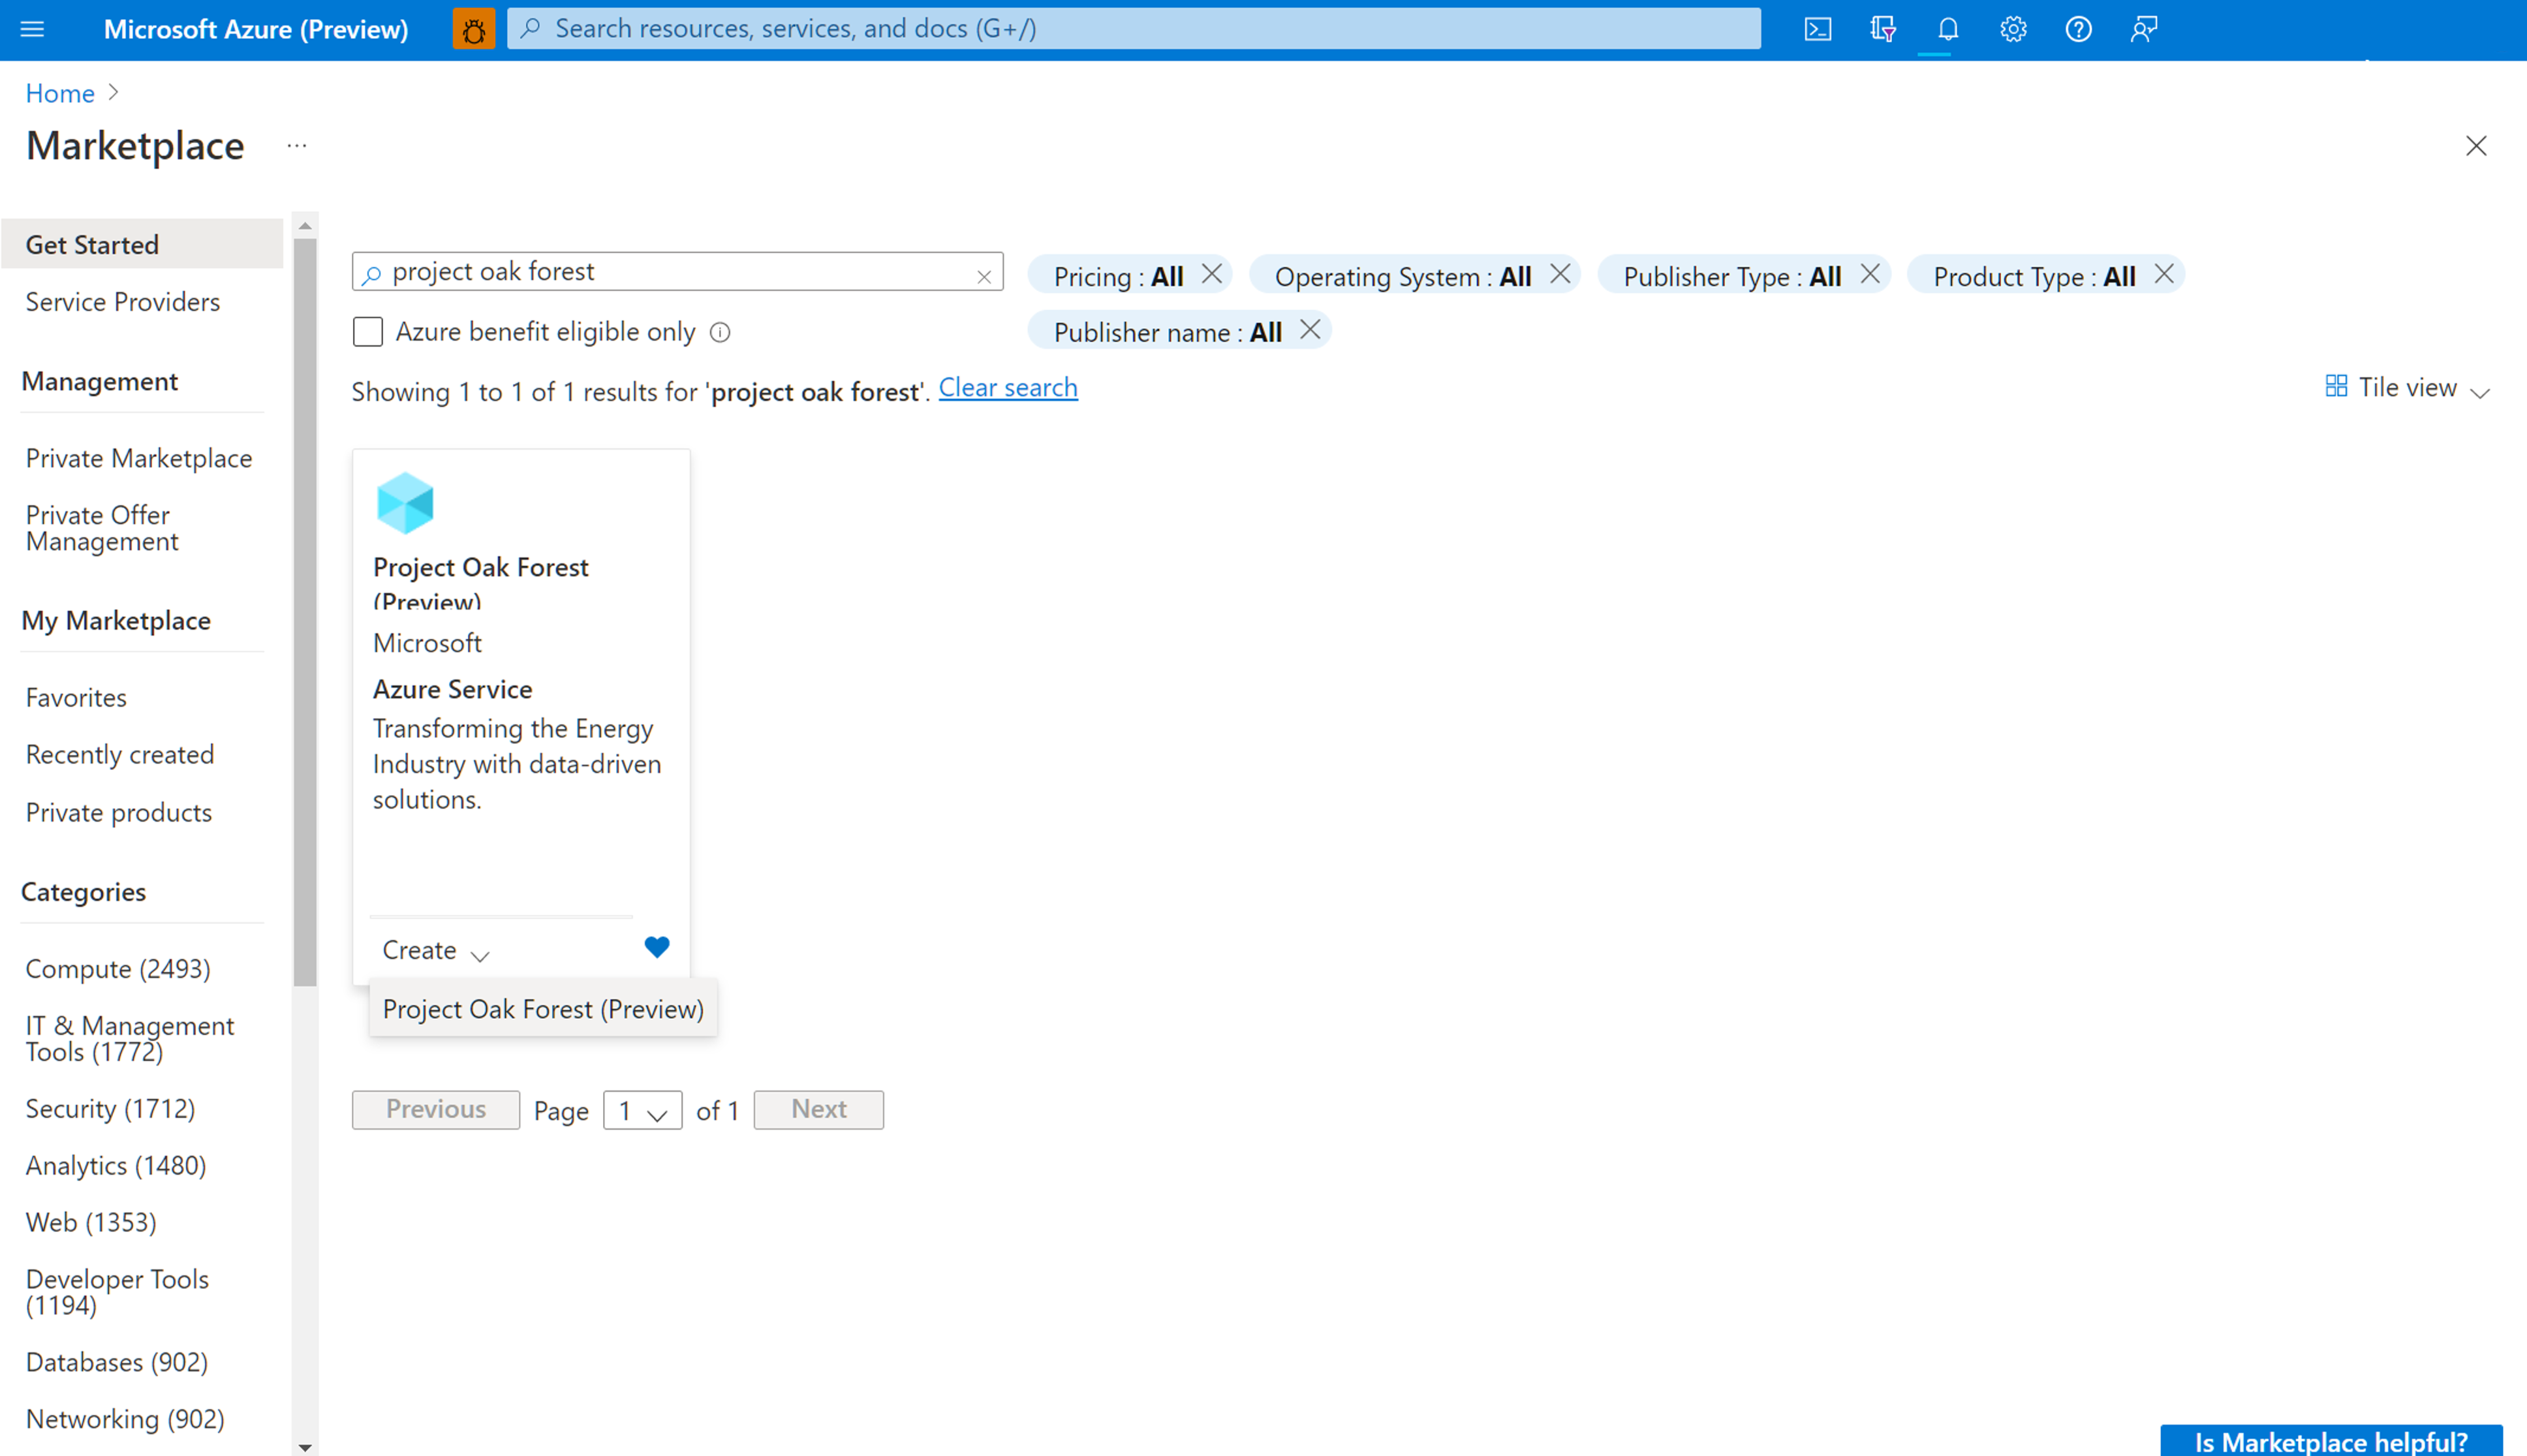 Microsoft Azure (Preview)
Search resources, services, and docs (G+/)
Home
Marketplace
Get Started
Service Providers
Management
Private Marketplace
Private Offer
Management
My Marketplace
Favorites
Recently created
Private products
Categories
Compute (2493)
IT & Management
Tools (1772)
Security (1712)
Analytics (1480)
Web (1353)
Developer Tools
(1194)
Databases (902)
Networking (902)
project oak forest
Pricing : All
Operating System : All
Publisher Type : All
Product Type : All
Azure benefit eligible only
Publisher name : All
Showing 1 to 1 of 1 results for 'project oak forest'. Clear search
Tile view
Project Oak Forest
(Preview)
Microsoft
Azure Service
Transforming the Energy
Industry with data-driven
solutions.
Create
Project Oak Forest (Preview)
Previous Page 1 of 1 Next
Is Marketplace helpful?